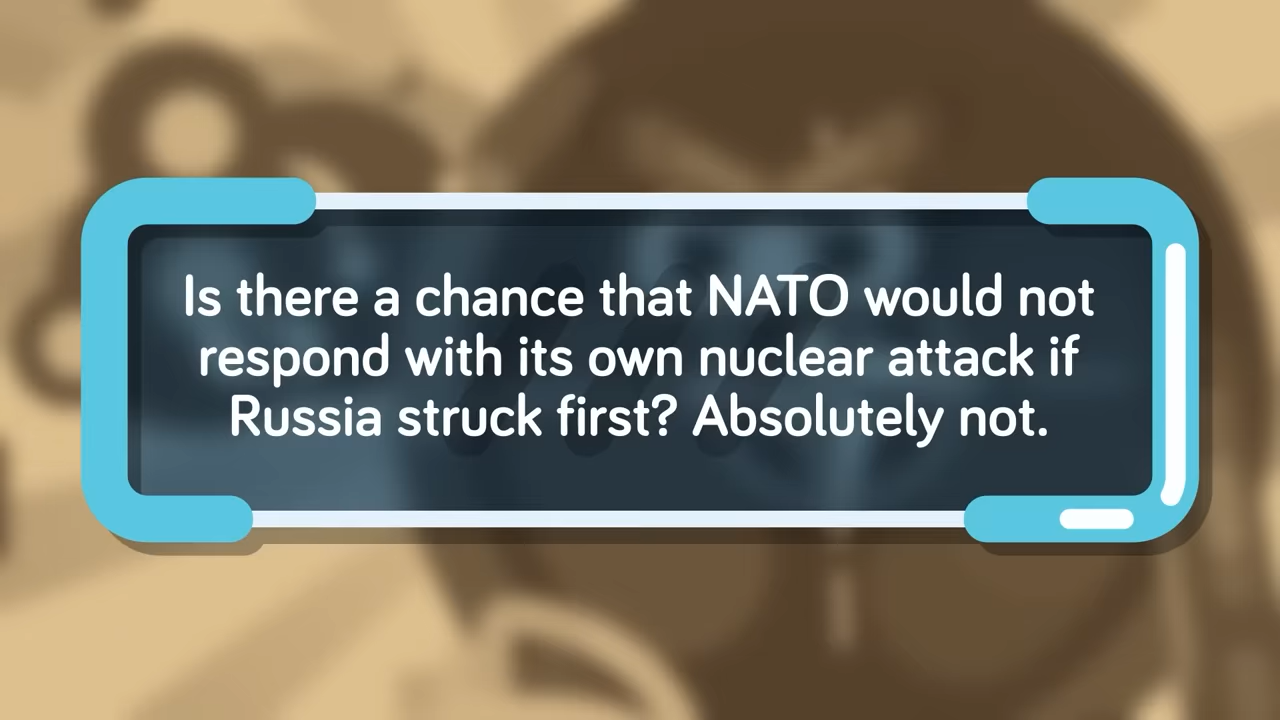 Is there a chance that NATO would not
respond with its own nuclear attack if
Russia struck first? Absolutely not.